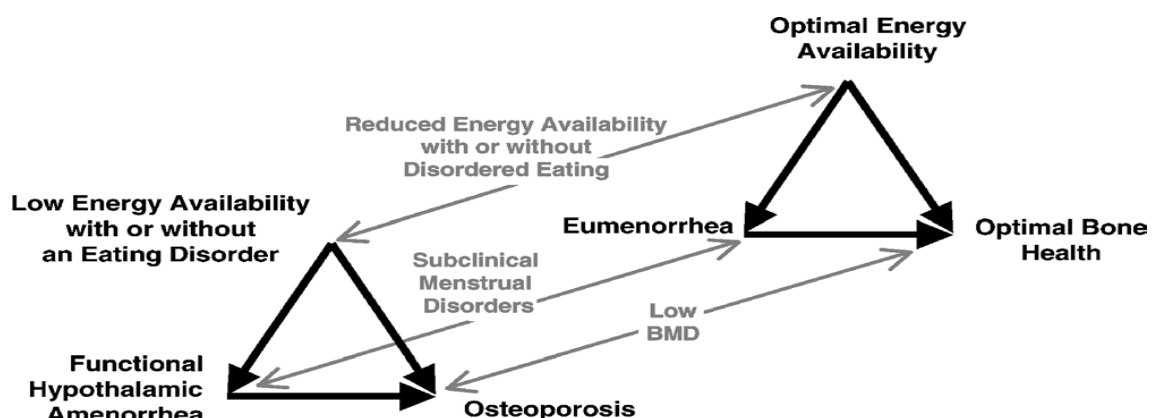 Optimal Energy
Availability
Reduced Energy Availability
with or without
Disordered Eating
Low Energy Availability
with or without
an Eating Disorder
Eumenorrhea
Optimal Bone
Health
Subclinical
Menstrual
Disorders
Low
BMD
Functional
Hypothalamic
Amenorrhea
Osteoporosis